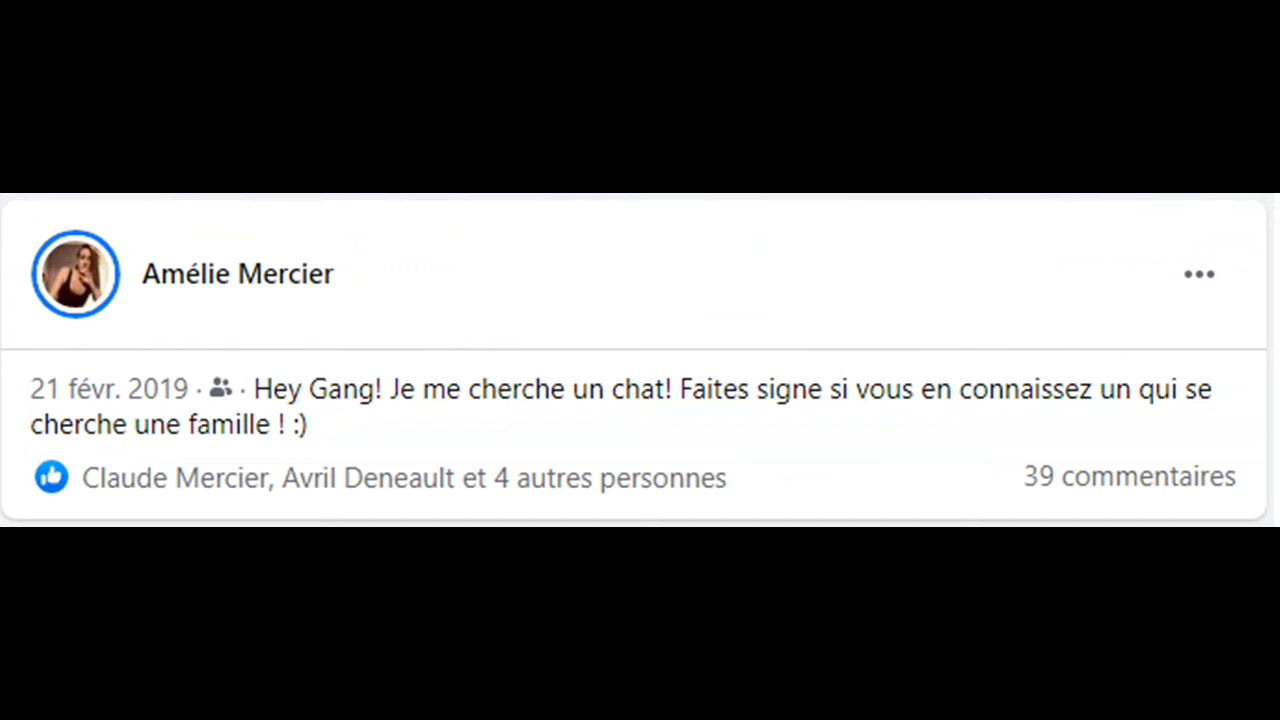 Amélie Mercier
21 févr. 2019 · · Hey Gang! Je me cherche un chat! Faites signe si vous en connaissez un qui se
cherche une famille ! :)
Claude Mercier, Avril Deneault et 4 autres personnes
39 commentaires